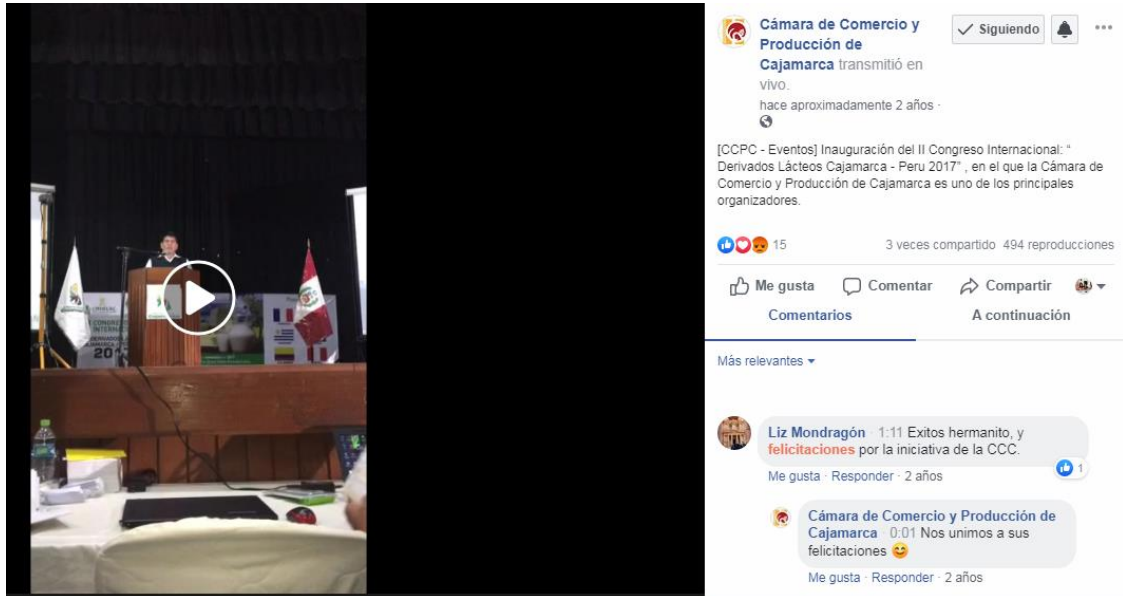 Cámara de Comercio y
Producción de
Cajamarca transmitió en
vivo.
Siguiendo
hace aproximadamente 2 años ·
[CCPC - Eventos] Inauguración del II Congreso Internacional: “
Derivados Lácteos Cajamarca - Peru 2017” , en el que la Cámara de
Comercio y Producción de Cajamarca es uno de los principales
organizadores.
15
3 veces compartido 494 reproducciones
Me gusta Comentar Compartir
Comentarios A continuación
Más relevantes
Liz Mondragón · 1:11 Exitos hermanito, y
felicitaciones por la iniciativa de la CCC.
1
Me gusta · Responder · 2 años
Cámara de Comercio y Producción de
Cajamarca · 0:01 Nos unimos a sus
felicitaciones 😊
Me gusta · Responder · 2 años